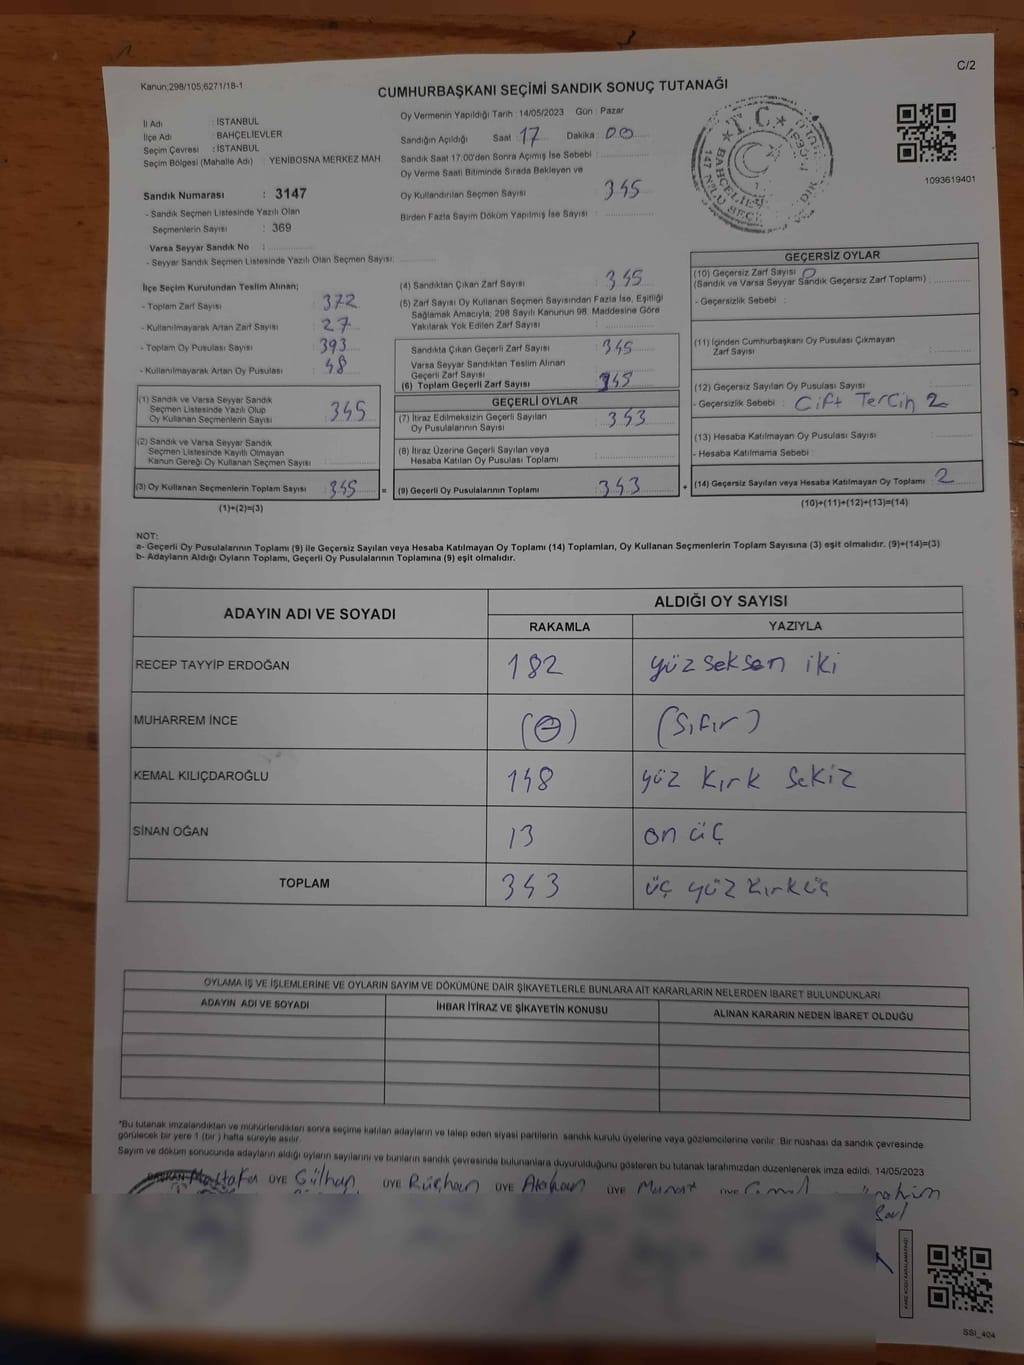 Kanun;298/105;6271/18-1
C/2
CUMHURBAŞKANI SEÇİMİ SANDIK SONUÇ TUTANAĞI
İl Adı : İSTANBUL
İlçe Adı : BAHÇELİEVLER
Seçim Çevresi : İSTANBUL
Seçim Bölgesi (Mahalle Adı) : YENİBOSNA MERKEZ MAH.
Sandık Numarası : 3147
- Sandık Seçmen Listesinde Yazılı Olan
Seçmenlerin Sayısı : 369
Varsa Seyyar Sandık No :
- Seyyar Sandık Seçmen Listesinde Yazılı Olan Seçmen Sayısı:
Oy Vermenin Yapıldığı Tarih : 14/05/2023 Gün : Pazar
Sandığın Açıldığı Saat : 17 Dakika : 00
Sandık Saat 17:00'den Sonra Açımış İse Sebebi :
Oy Verme Saati Bitiminde Sırada Bekleyen ve
Oy Kullandırılan Seçmen Sayısı : 345
Birden Fazla Sayım Döküm Yapılmış İse Sayısı :
T.C.
1093619401
İlçe Seçim Kurulundan Teslim Alınan;
- Toplam Zarf Sayısı : 372
- Kullanılmayarak Artan Zarf Sayısı : 27
- Toplam Oy Pusulası Sayısı : 393
- Kullanılmayarak Artan Oy Pusulası : 48
(1) Sandık ve Varsa Seyyar Sandık
Seçmen Listesinde Yazılı Olup
Oy Kullanan Seçmenlerin Sayısı : 345
(2) Sandık ve Varsa Seyyar Sandık
Seçmen Listesinde Kayıtlı Olmayan
Kanun Gereği Oy Kullanan Seçmen Sayısı :
(3) Oy Kullanan Seçmenlerin Toplam Sayısı : 345 =
(1)+(2)=(3)
(4) Sandıktan Çıkan Zarf Sayısı : 345
(5) Zarf Sayısı Oy Kullanan Seçmen Sayısından Fazla İse, Eşitliği
Sağlamak Amacıyla; 298 Sayılı Kanunun 98. Maddesine Göre
Yakılarak Yok Edilen Zarf Sayısı :
Sandıkta Çıkan Geçerli Zarf Sayısı : 345
Varsa Seyyar Sandıktan Teslim Alınan
Geçerli Zarf Sayısı :
(6) Toplam Geçerli Zarf Sayısı : 345
GEÇERLİ OYLAR
(7) İtiraz Edilmeksizin Geçerli Sayılan
Oy Pusulalarının Sayısı : 343
(8) İtiraz Üzerine Geçerli Sayılan veya
Hesaba Katılan Oy Pusulası Toplamı :
(9) Geçerli Oy Pusulalarının Toplamı : 343 +
GEÇERSİZ OYLAR
(10) Geçersiz Zarf Sayısı 0
(Sandık ve Varsa Seyyar Sandık Geçersiz Zarf Toplamı) :
- Geçersizlik Sebebi :
(11) İçinden Cumhurbaşkanı Oy Pusulası Çıkmayan
Zarf Sayısı :
(12) Geçersiz Sayılan Oy Pusulası Sayısı :
- Geçersizlik Sebebi : Çift Tercih 2
(13) Hesaba Katılmayan Oy Pusulası Sayısı :
- Hesaba Katılmama Sebebi :
(14) Geçersiz Sayılan veya Hesaba Katılmayan Oy Toplamı : 2
(10)+(11)+(12)+(13)=(14)
NOT:
a- Geçerli Oy Pusulalarının Toplamı (9) ile Geçersiz Sayılan veya Hesaba Katılmayan Oy Toplamı (14) Toplamları, Oy Kullanan Seçmenlerin Toplam Sayısına (3) eşit olmalıdır. (9)+(14)=(3)
b- Adayların Aldığı Oyların Toplamı, Geçerli Oy Pusulalarının Toplamına (9) eşit olmalıdır.
ADAYIN ADI VE SOYADI
ALDIĞI OY SAYISI
RAKAMLA YAZIYLA
RECEP TAYYİP ERDOĞAN 182 yüz seksen iki
MUHARREM İNCE (0) (Sıfır)
KEMAL KILIÇDAROĞLU 148 yüz kırk sekiz
SİNAN OĞAN 13 on üç
TOPLAM 343 üç yüz kırk üç
OYLAMA İŞ VE İŞLEMLERİNE VE OYLARIN SAYIM VE DÖKÜMÜNE DAİR ŞİKAYETLERLE BUNLARA AİT KARARLARIN NELERDEN İBARET BULUNDUKLARI
ADAYIN ADI VE SOYADI İHBAR İTİRAZ VE ŞİKAYETİN KONUSU ALINAN KARARIN NEDEN İBARET OLDUĞU
*Bu tutanak imzalandıktan ve mühürlendikten sonra seçime katılan adayların ve talep eden siyasi partilerin sandık kurulu üyelerine veya gözlemcilerine verilir. Bir nüshası da sandık çevresinde
görülecek bir yere 1 (bir) hafta süreyle asılır.
Sayım ve döküm sonucunda adayların aldığı oyların sayılarını ve bunların sandık çevresinde bulunanlara duyurulduğunu gösteren bu tutanak tarafımızdan düzenlenerek imza edildi. 14/05/2023
Mustafa ÜYE Gülhan ÜYE Rüçhan ÜYE Atakan ÜYE Murat ÜYE
SSI_404